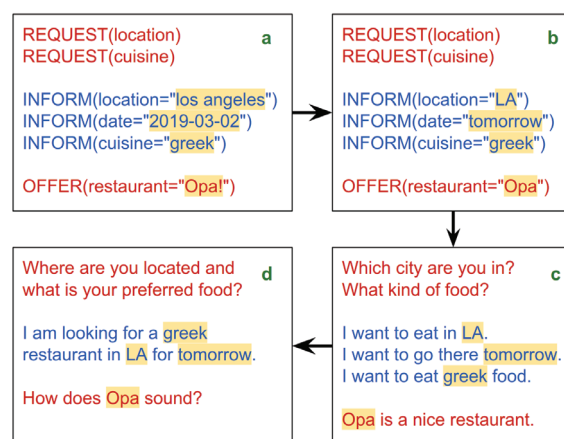 a
REQUEST(location)
REQUEST(cuisine)
INFORM(location="los angeles")
INFORM(date="2019-03-02")
INFORM(cuisine="greek")
OFFER(restaurant="Opa!")
b
REQUEST(location)
REQUEST(cuisine)
INFORM(location="LA")
INFORM(date="tomorrow")
INFORM(cuisine="greek")
OFFER(restaurant="Opa")
c
Which city are you in?
What kind of food?
I want to eat in LA.
I want to go there tomorrow.
I want to eat greek food.
Opa is a nice restaurant.
d
Where are you located and
what is your preferred food?
I am looking for a greek
restaurant in LA for tomorrow.
How does Opa sound?